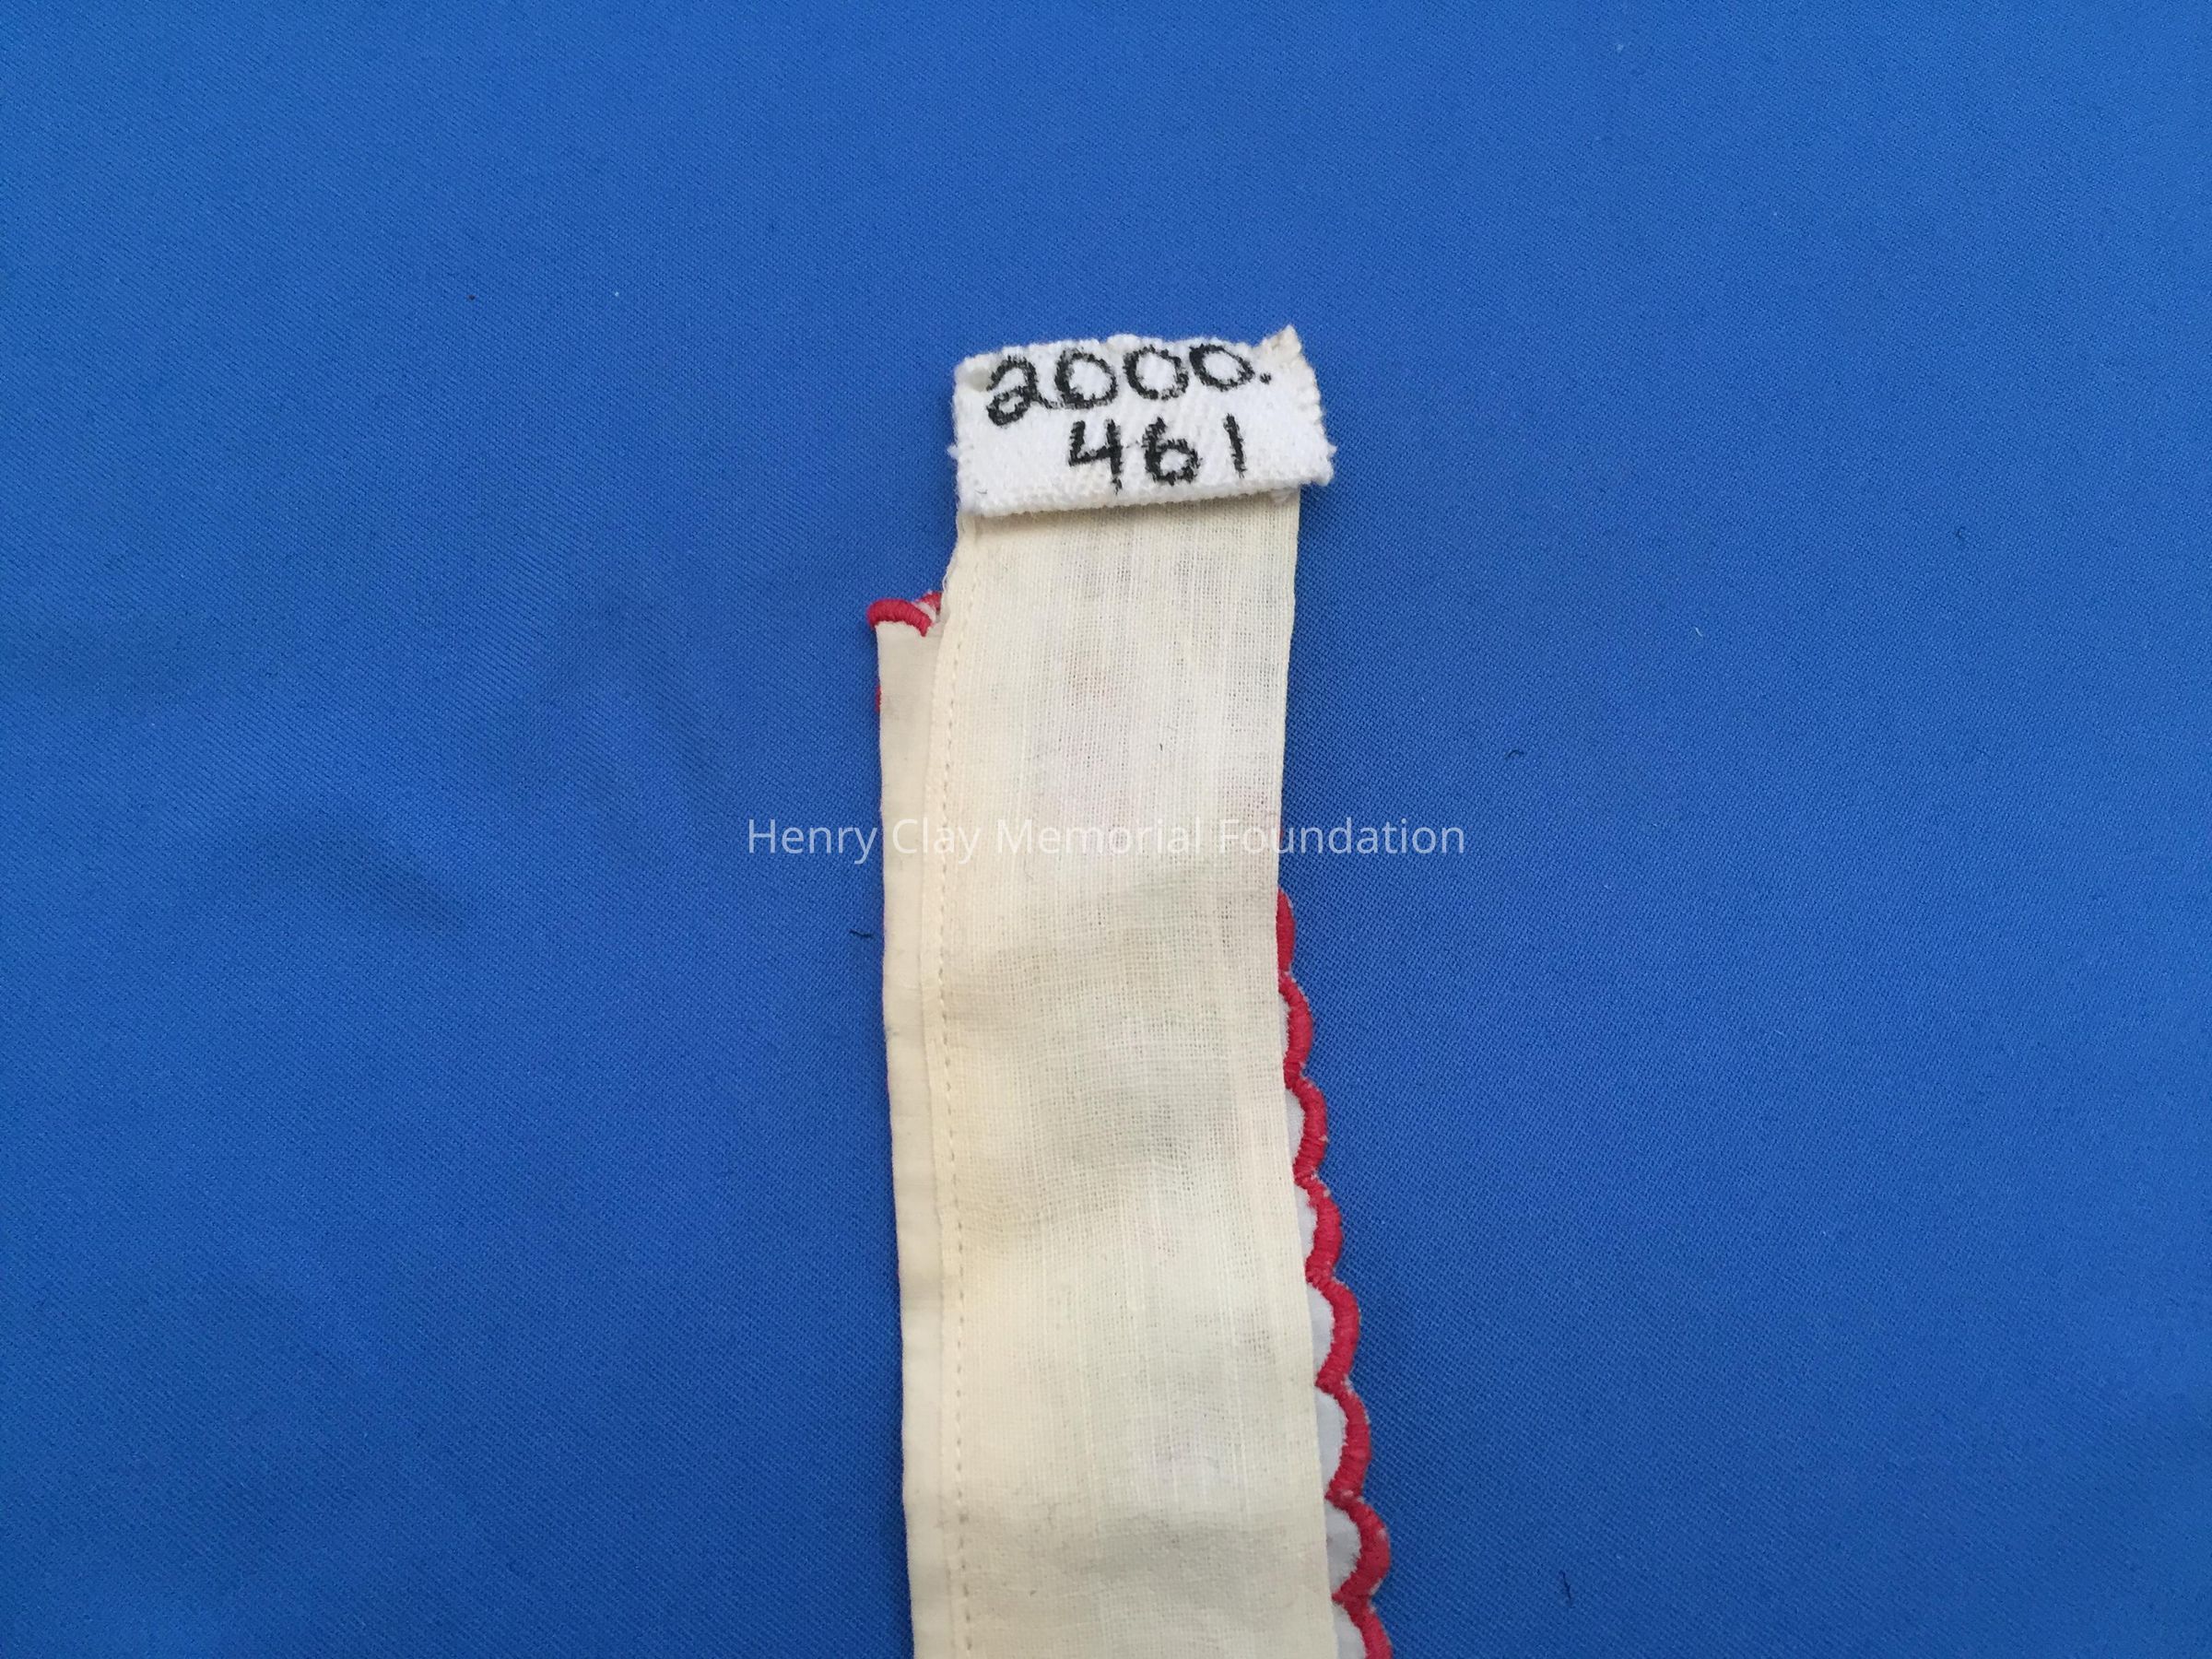 2000.
461
Henry Clay Memorial Foundation